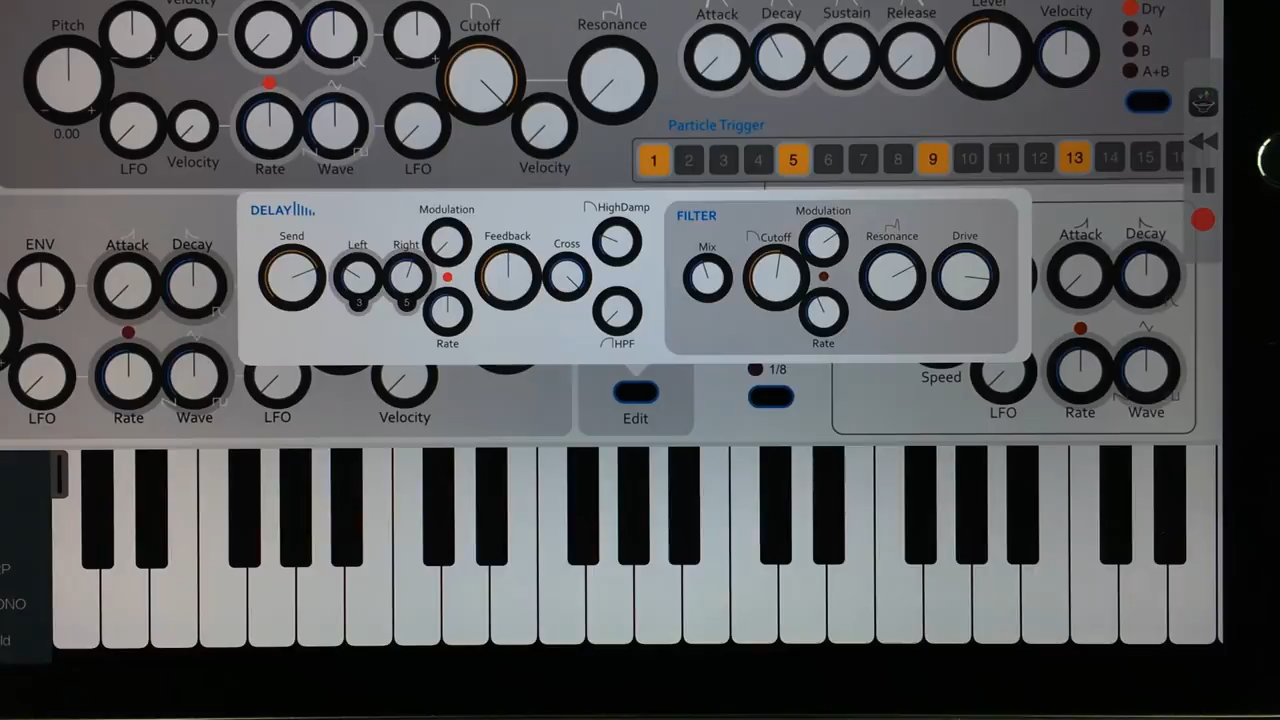 Velocity
Level
Pitch
Cutoff
Resonance
Attack
Decay
Sustain
Release
Velocity
Dry
A
B
A+B
0.00
LFO
Velocity
Rate
Wave
LFO
Velocity
Particle Trigger
1 2 3 4 5 6 7 8 9 10 11 12 13 14 15
DELAY
Modulation
HighDamp
Send
Left
Right
Feedback
Cross
3
5
Rate
HPF
FILTER
Modulation
Mix
Cutoff
Resonance
Drive
Rate
ENV
Attack
Decay
Attack
Decay
LFO
Rate
Wave
LFO
Velocity
Edit
1/8
Speed
LFO
Rate
Wave